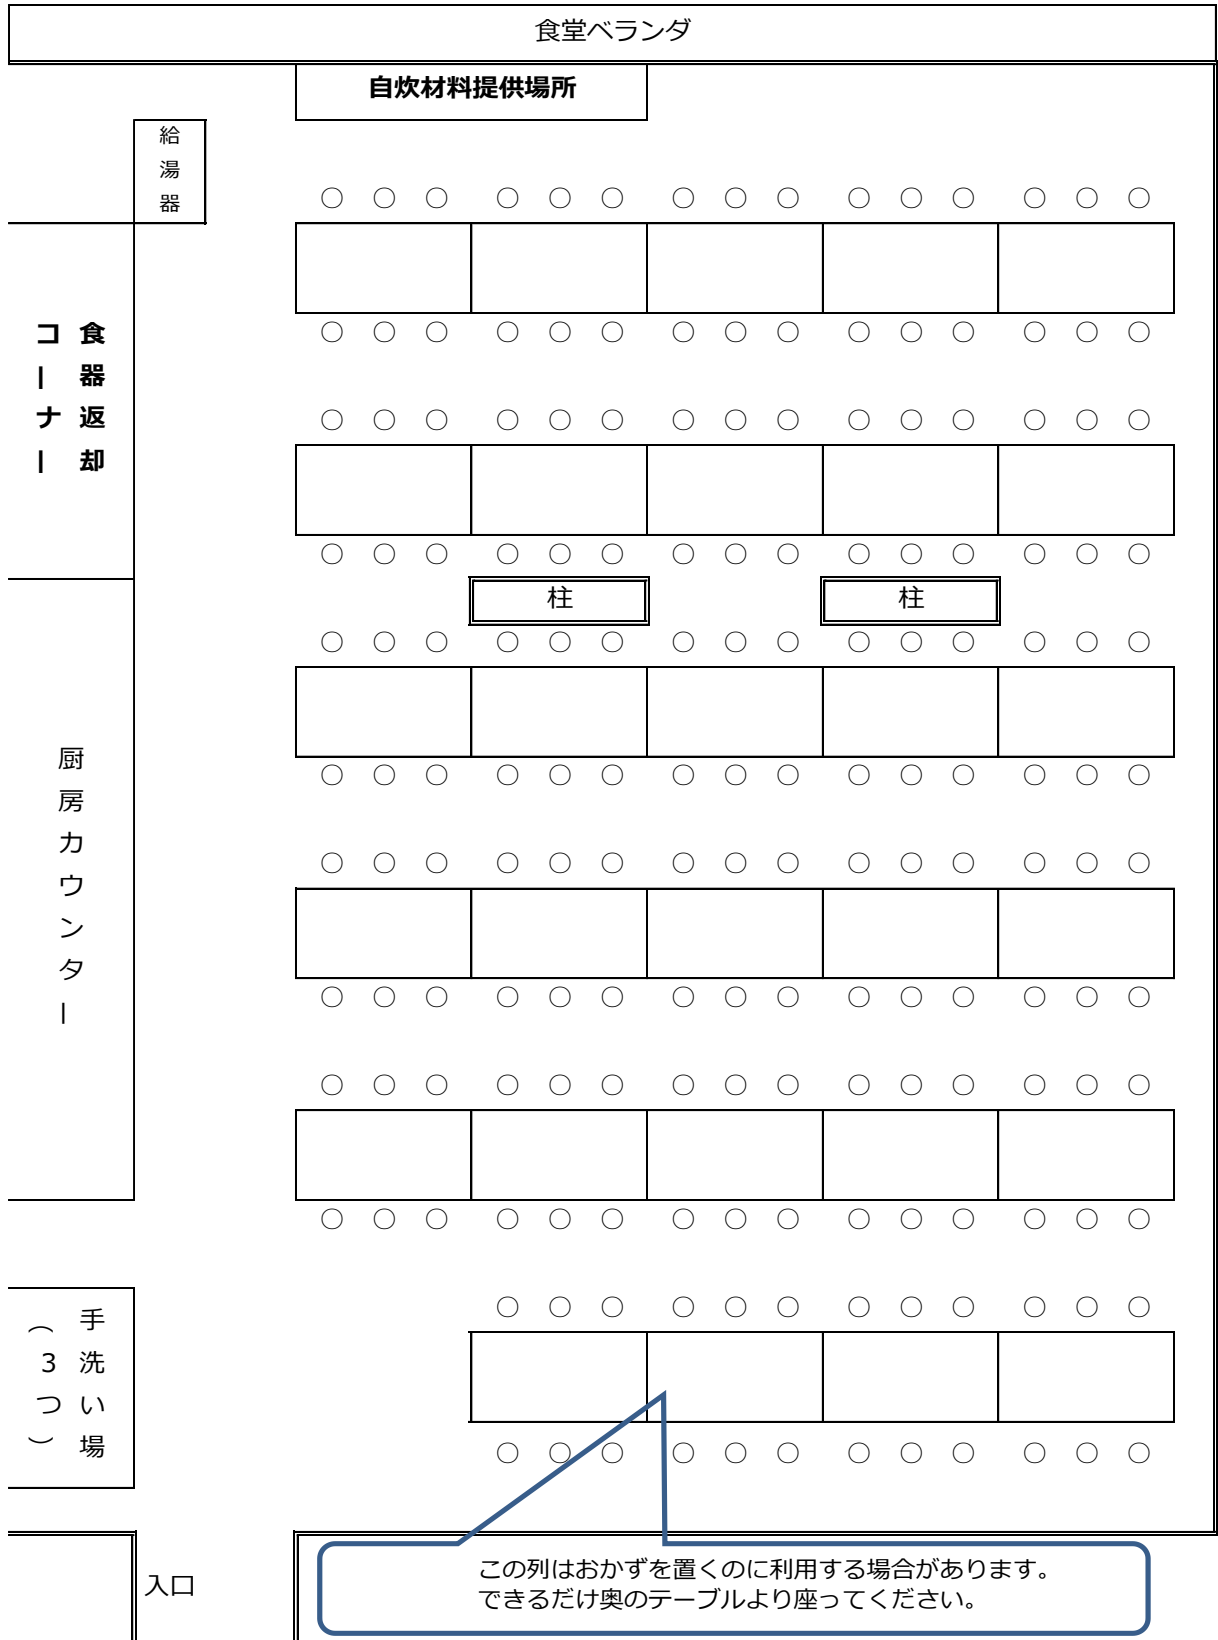 食堂ベランダ
自炊材料提供場所
給湯器
食器返却
コーナー
柱
柱
厨房カウンター
手洗い場
（3つ）
入口
この列はおかずを置くのに利用する場合があります。
できるだけ奥のテーブルより座ってください。